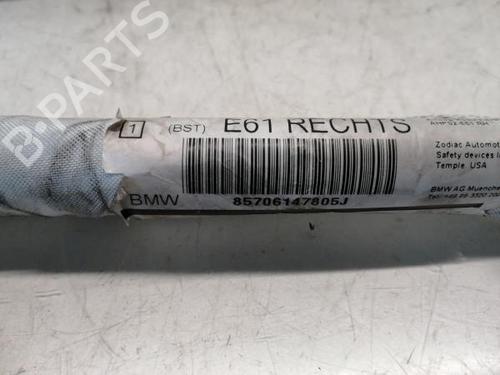 1 (BST) E61 RECHTS
BMW 85706147805J
Zodiac Automot
Safety devices
Temple, USA
BMW AG Muenche
B-PARTS